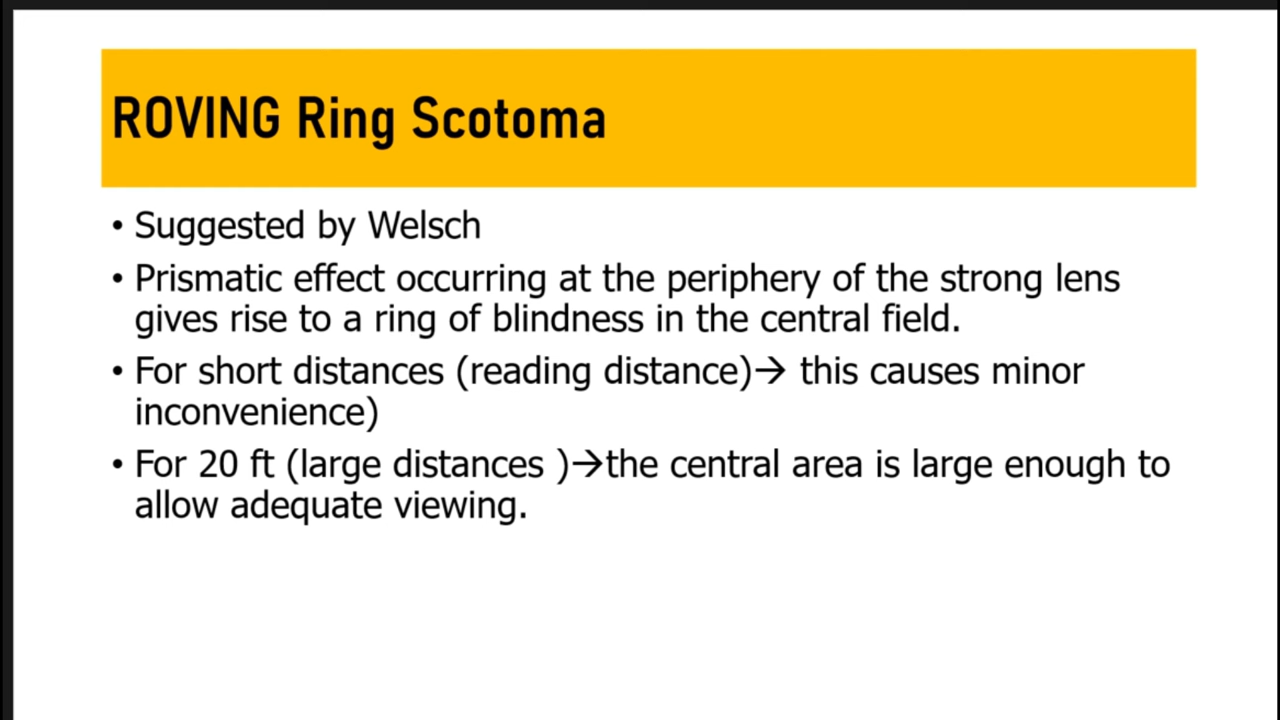 ROVING Ring Scotoma
• Suggested by Welsch
• Prismatic effect occurring at the periphery of the strong lens
gives rise to a ring of blindness in the central field.
• For short distances (reading distance)→ this causes minor
inconvenience)
• For 20 ft (large distances )→the central area is large enough to
allow adequate viewing.